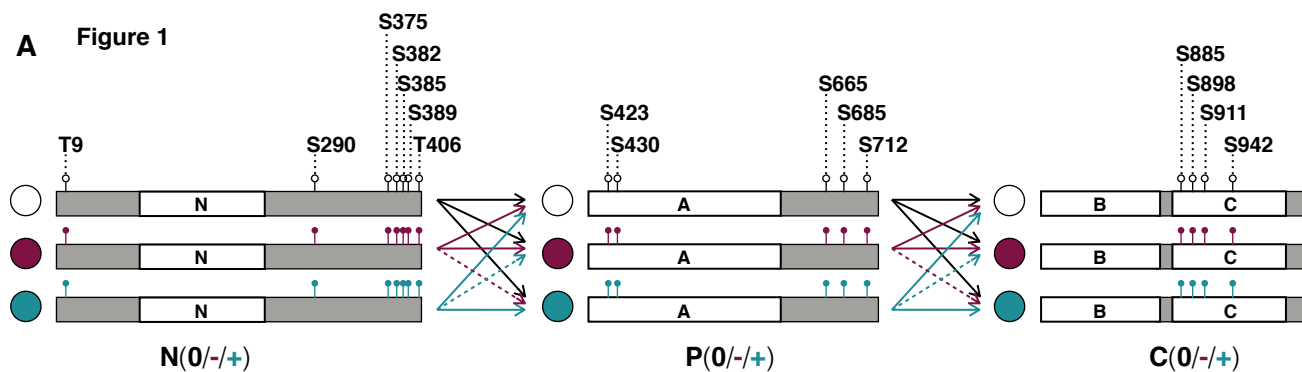 A
Figure 1
S375
S382
S385
S389
T9
S290
T406
S423
S430
S665
S685
S712
S885
S898
S911
S942
N
A
B
C
N
A
B
C
N
A
B
C
N(0/-/+)
P(0/-/+)
C(0/-/+)